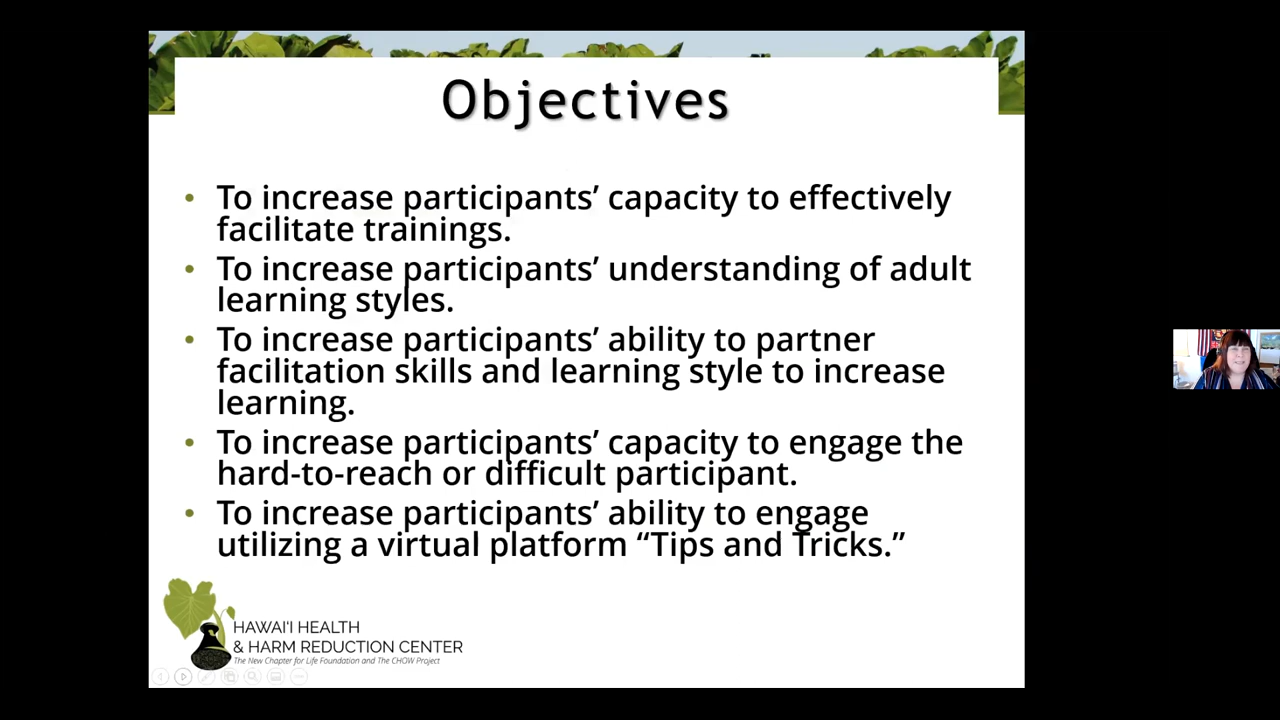 Objectives
• To increase participants’ capacity to effectively
facilitate trainings.
• To increase participants’ understanding of adult
learning styles.
• To increase participants’ ability to partner
facilitation skills and learning style to increase
learning.
• To increase participants’ capacity to engage the
hard-to-reach or difficult participant.
• To increase participants’ ability to engage
utilizing a virtual platform “Tips and Tricks.”
HAWAI'I HEALTH
& HARM REDUCTION CENTER
The New Chapter for Life Foundation and The CHOW Project